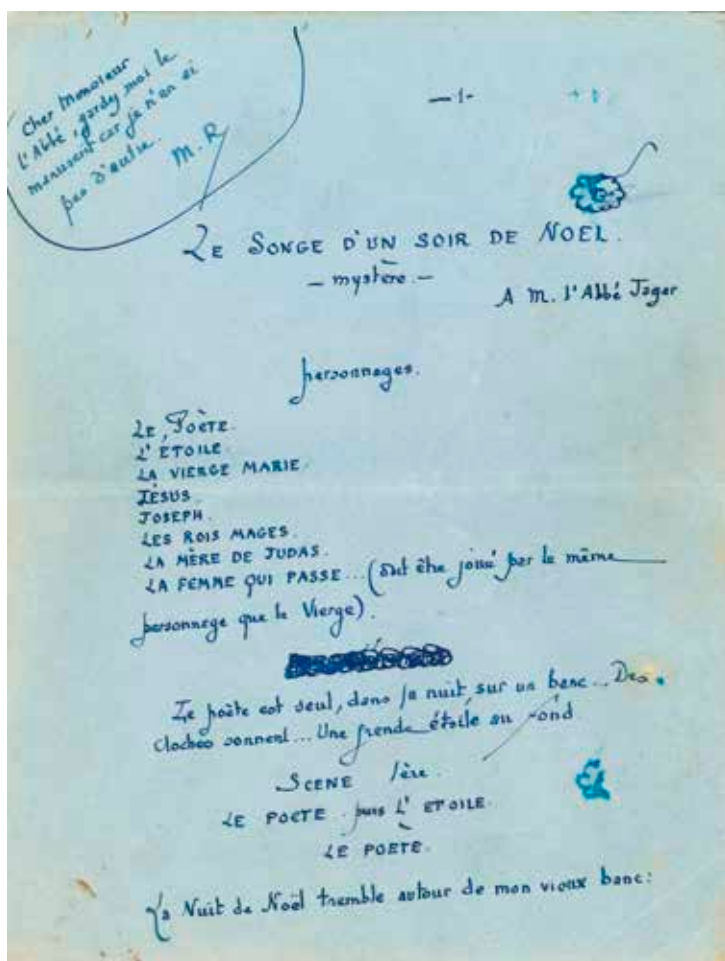 Cher Monsieur
l'Abbé, gardez moi le
manuscrit car je n'en ai
pas d'autre.
M. R
— 1 -
LE SONGE D'UN SOIR DE NOEL.
— mystère. —
A M. l'Abbé Jager
personnages.
LE POÈTE.
L'ETOILE.
LA VIERGE MARIE.
JÉSUS.
JOSEPH.
LES ROIS MAGES.
LA MÈRE DE JUDAS.
LA FEMME QUI PASSE... (doit être joué par le même
personnage que la Vierge).
Le poète est seul, dans la nuit, sur un banc... Des
cloches sonnent... Une grande étoile au fond
SCENE 1ère.
LE POETE puis L'ETOILE.
LE POETE.
La Nuit de Noël tremble autour de mon vieux banc: